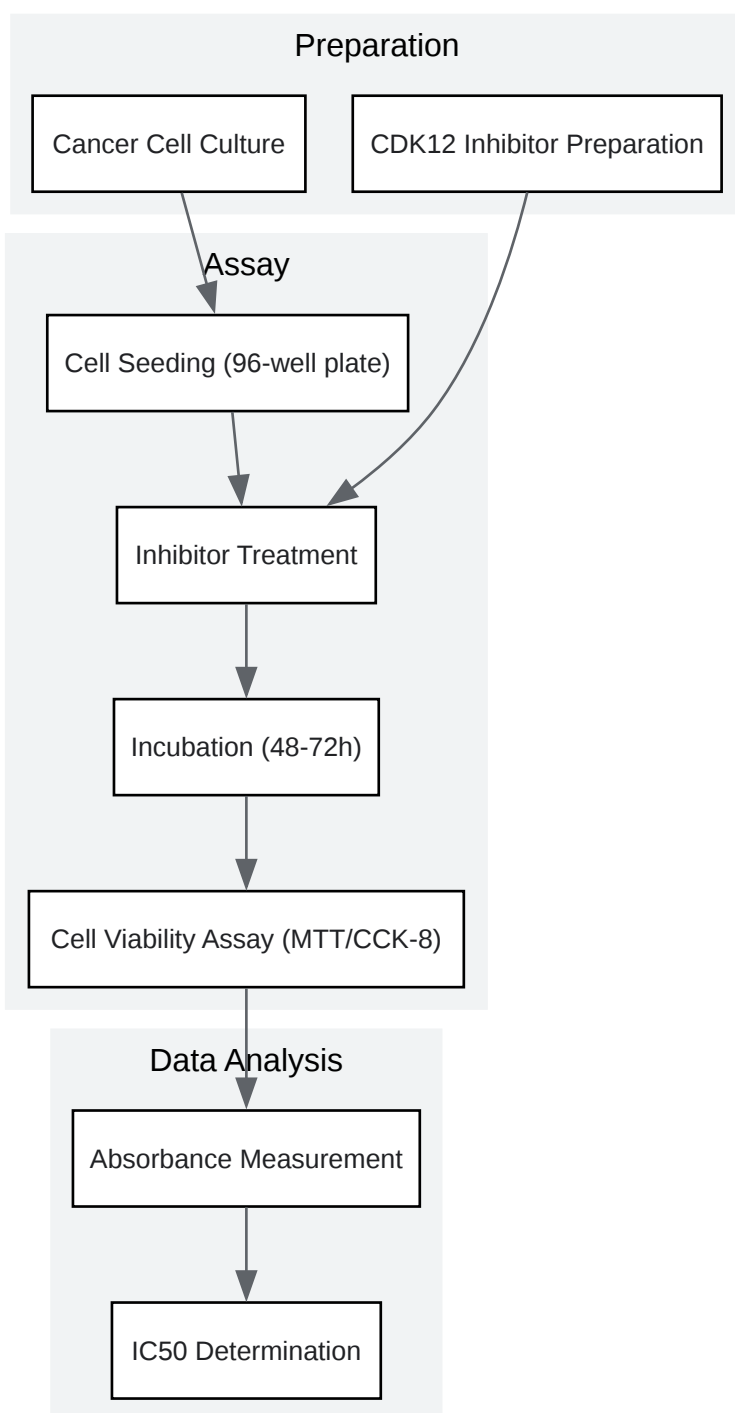 Preparation
Cancer Cell Culture
CDK12 Inhibitor Preparation
Assay
Cell Seeding (96-well plate)
Inhibitor Treatment
Incubation (48-72h)
Cell Viability Assay (MTT/CCK-8)
Data Analysis
Absorbance Measurement
IC50 Determination